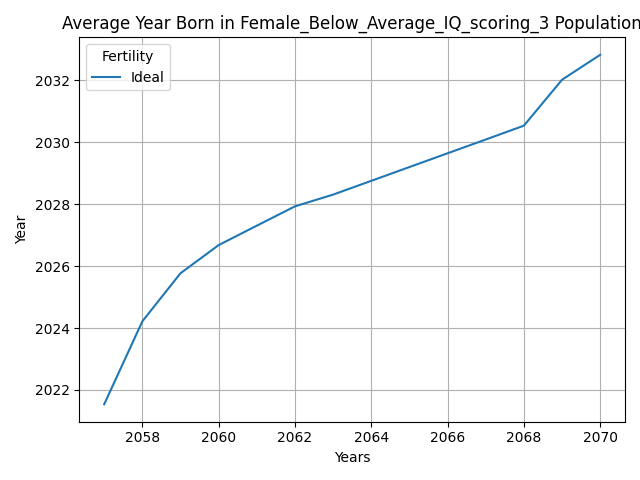 Average Year Born in Female_Below_Average_IQ_scoring_3 Population
Fertility
Ideal
2032
2030
2028
2026
2024
2022
Year
2058 2060 2062 2064 2066 2068 2070
Years